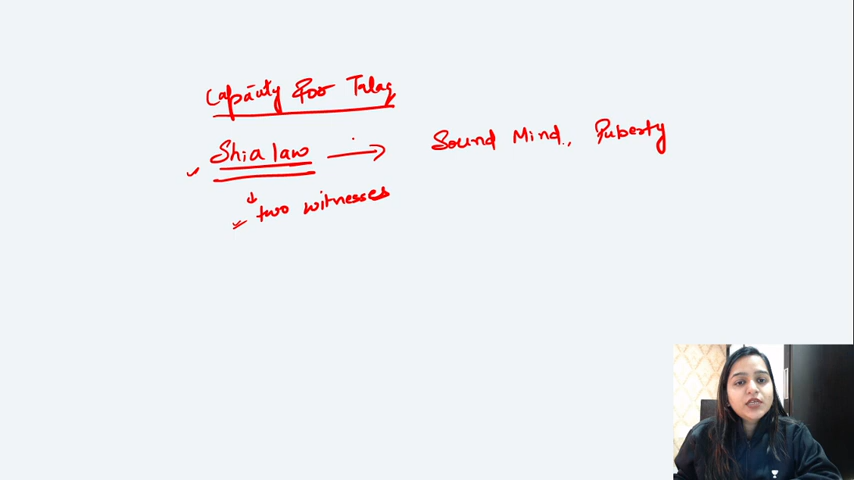 Capacity for Talaq
Shia law → Sound Mind, Puberty
↓ two witnesses